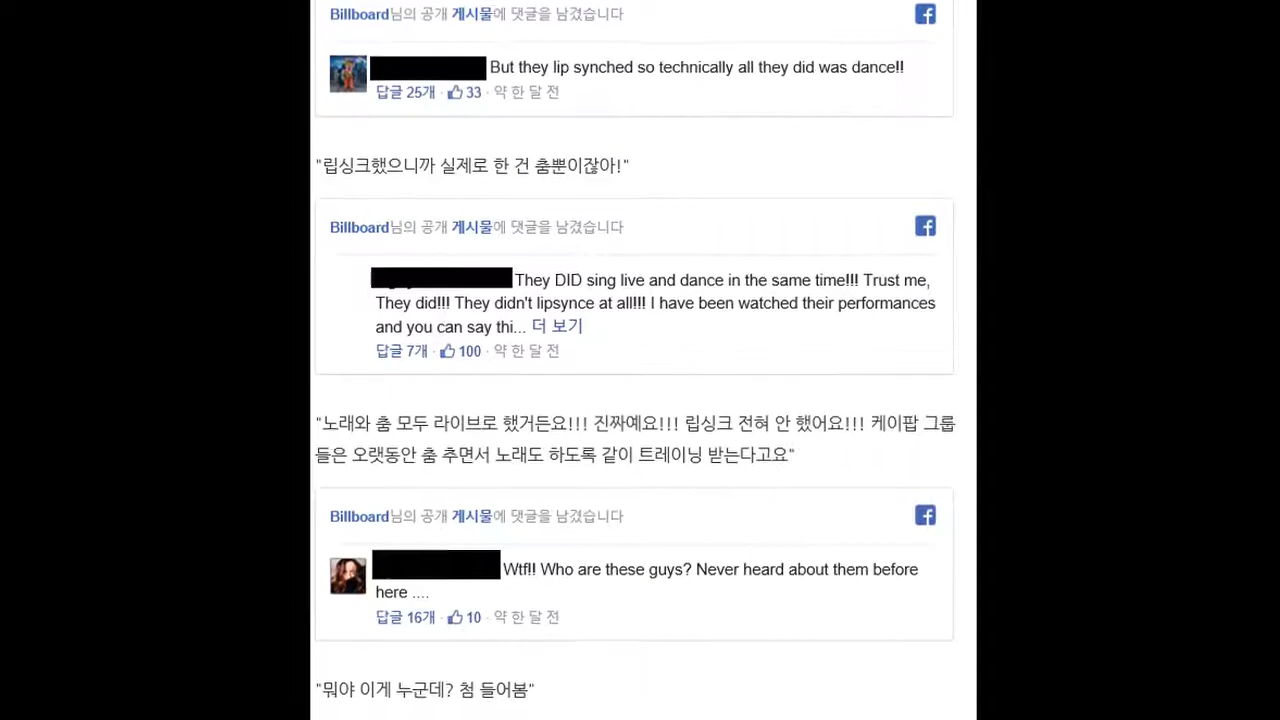 Billboard님의 공개 게시물에 댓글을 남겼습니다
But they lip synched so technically all they did was dance!!
답글 25개 · 33 · 약 한 달 전
"립싱크했으니까 실제로 한 건 춤뿐이잖아!"
Billboard님의 공개 게시물에 댓글을 남겼습니다
They DID sing live and dance in the same time!!! Trust me,
They did!!! They didn't lipsynce at all!!! I have been watched their performances
and you can say thi... 더 보기
답글 7개 · 100 · 약 한 달 전
"노래와 춤 모두 라이브로 했거든요!!! 진짜예요!!! 립싱크 전혀 안 했어요!!! 케이팝 그룹
들은 오랫동안 춤 추면서 노래도 하도록 같이 트레이닝 받는다고요"
Billboard님의 공개 게시물에 댓글을 남겼습니다
Wtf!! Who are these guys? Never heard about them before
here ....
답글 16개 · 10 · 약 한 달 전
"뭐야 이게 누군데? 첨 들어봄"